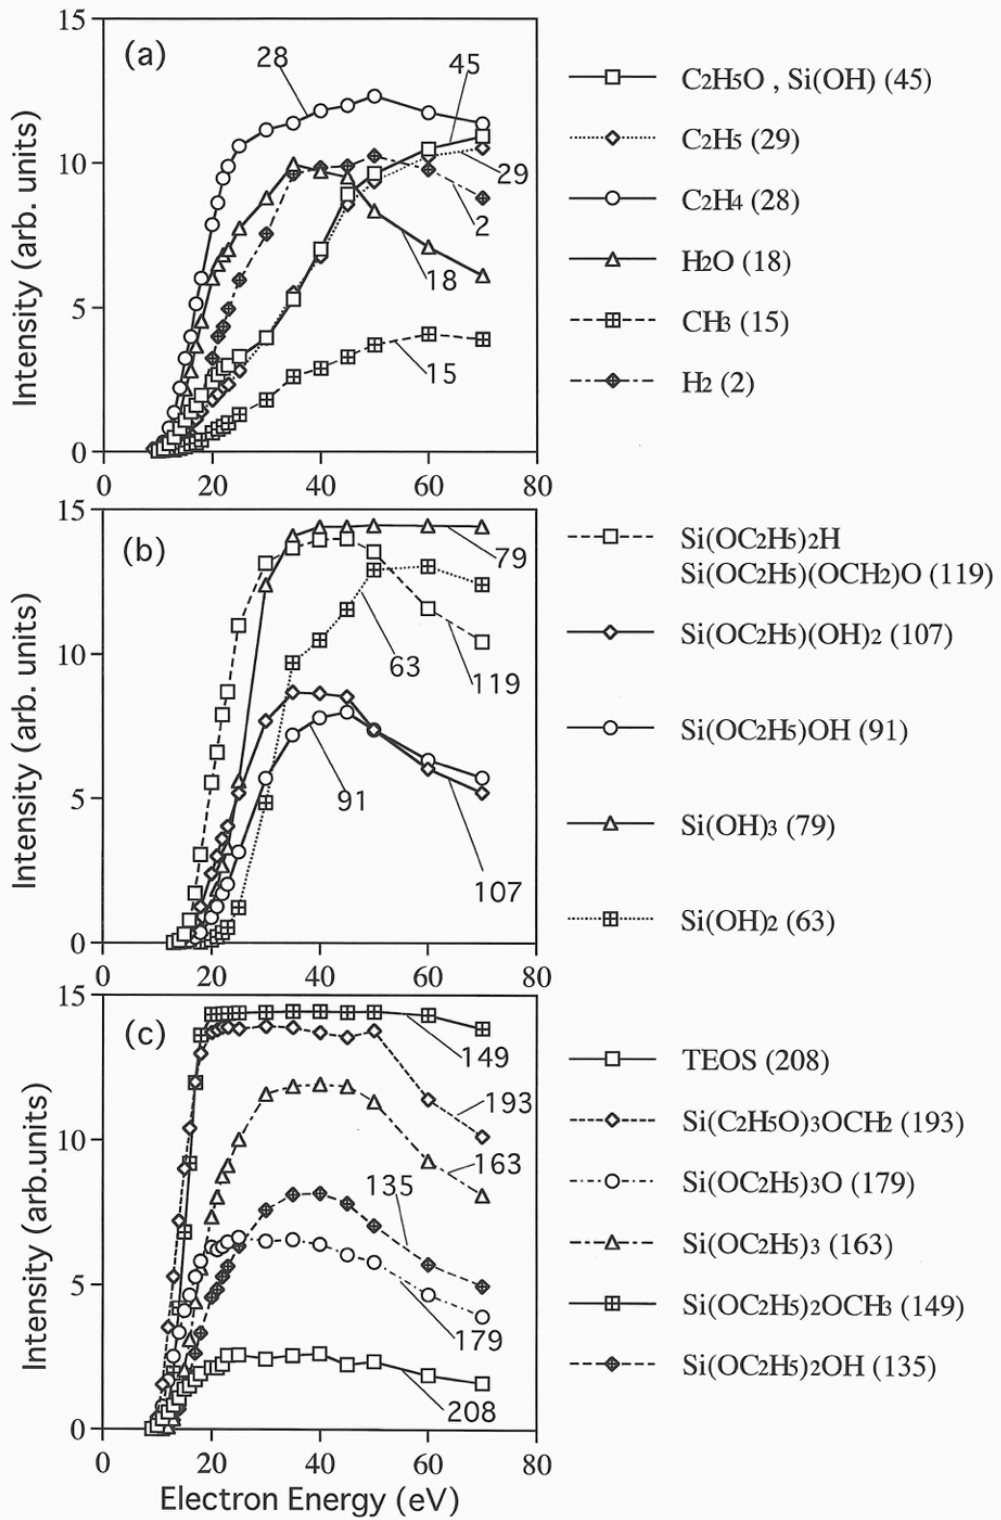 (a)
15
10
5
0
Intensity (arb. units)
0 20 40 60 80
28
45
29
2
18
15
C2H5O , Si(OH) (45)
C2H5 (29)
C2H4 (28)
H2O (18)
CH3 (15)
H2 (2)
(b)
15
10
5
0
Intensity (arb. units)
0 20 40 60 80
79
63
119
91
107
Si(OC2H5)2H
Si(OC2H5)(OCH2)O (119)
Si(OC2H5)(OH)2 (107)
Si(OC2H5)OH (91)
Si(OH)3 (79)
Si(OH)2 (63)
(c)
15
10
5
0
Intensity (arb.units)
0 20 40 60 80
Electron Energy (eV)
149
193
163
135
179
208
TEOS (208)
Si(C2H5O)3OCH2 (193)
Si(OC2H5)3O (179)
Si(OC2H5)3 (163)
Si(OC2H5)2OCH3 (149)
Si(OC2H5)2OH (135)